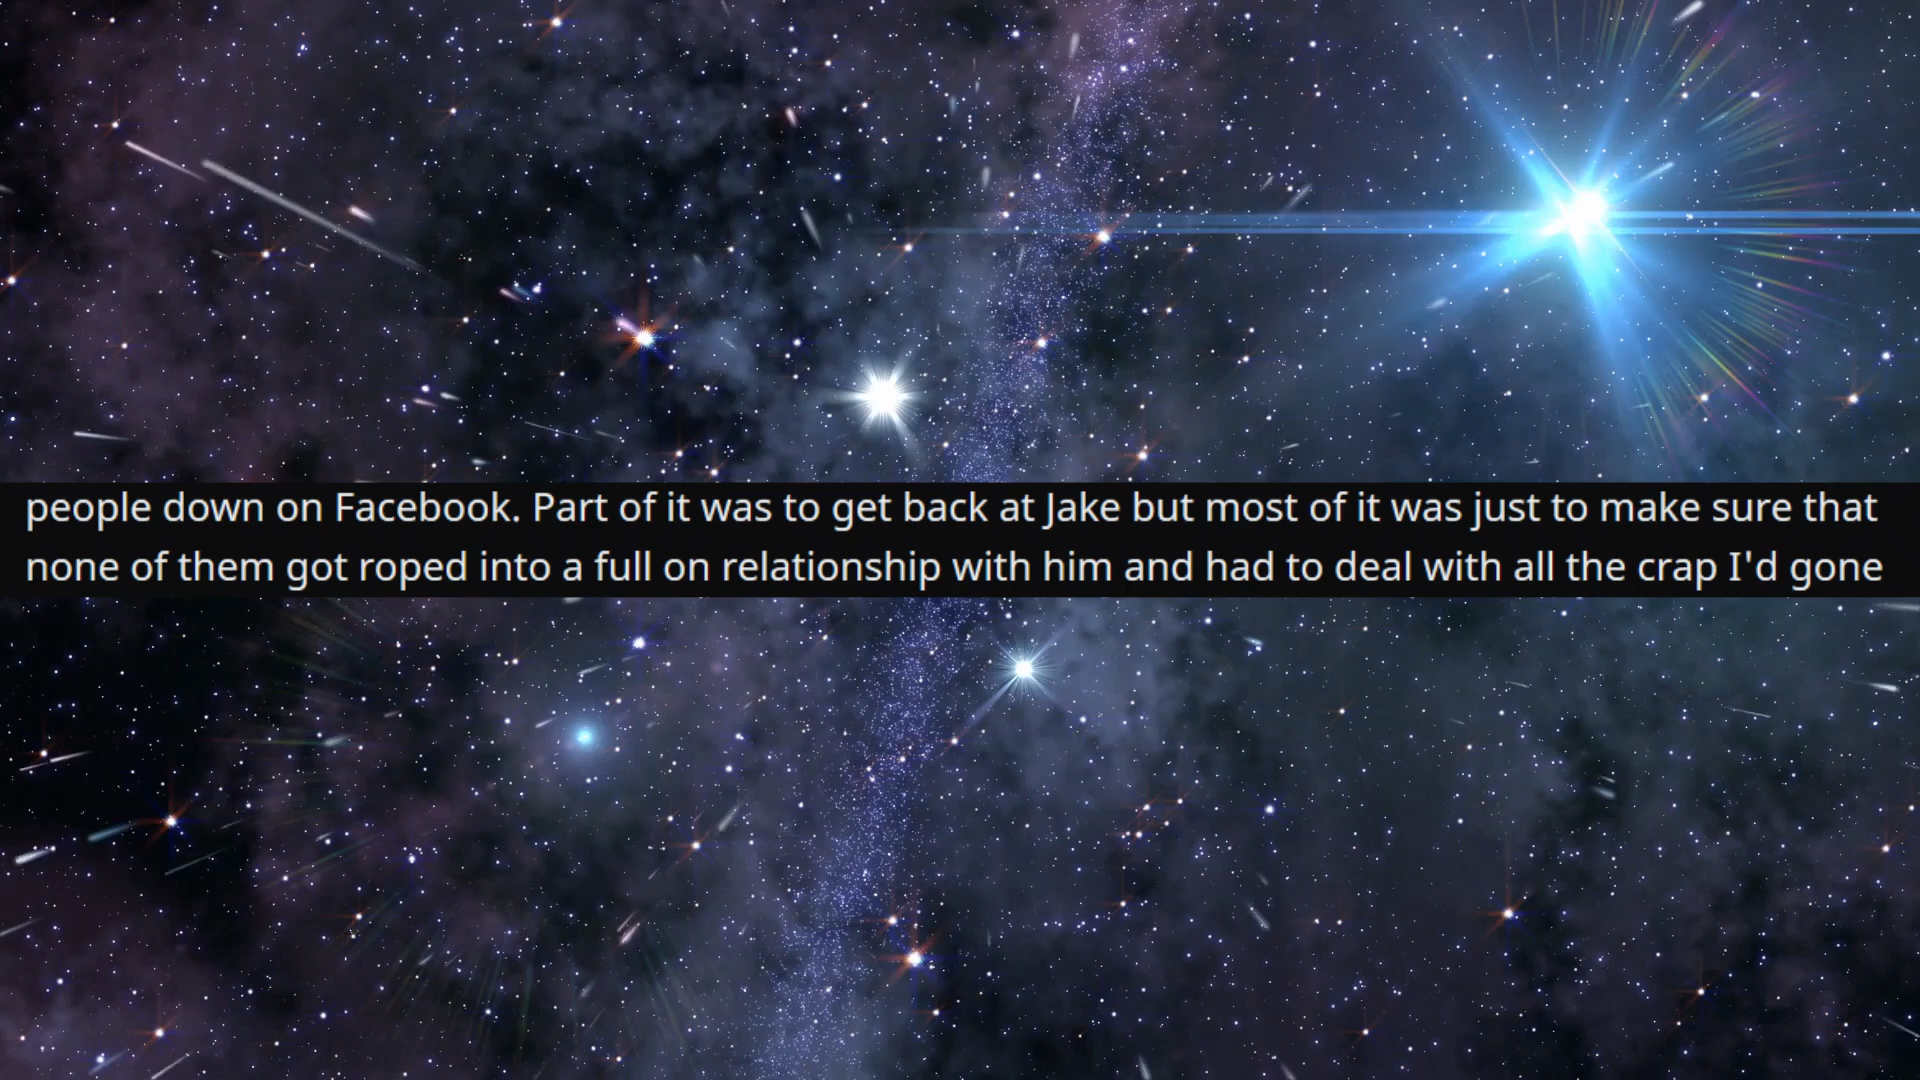 people down on Facebook. Part of it was to get back at Jake but most of it was just to make sure that
none of them got roped into a full on relationship with him and had to deal with all the crap I'd gone